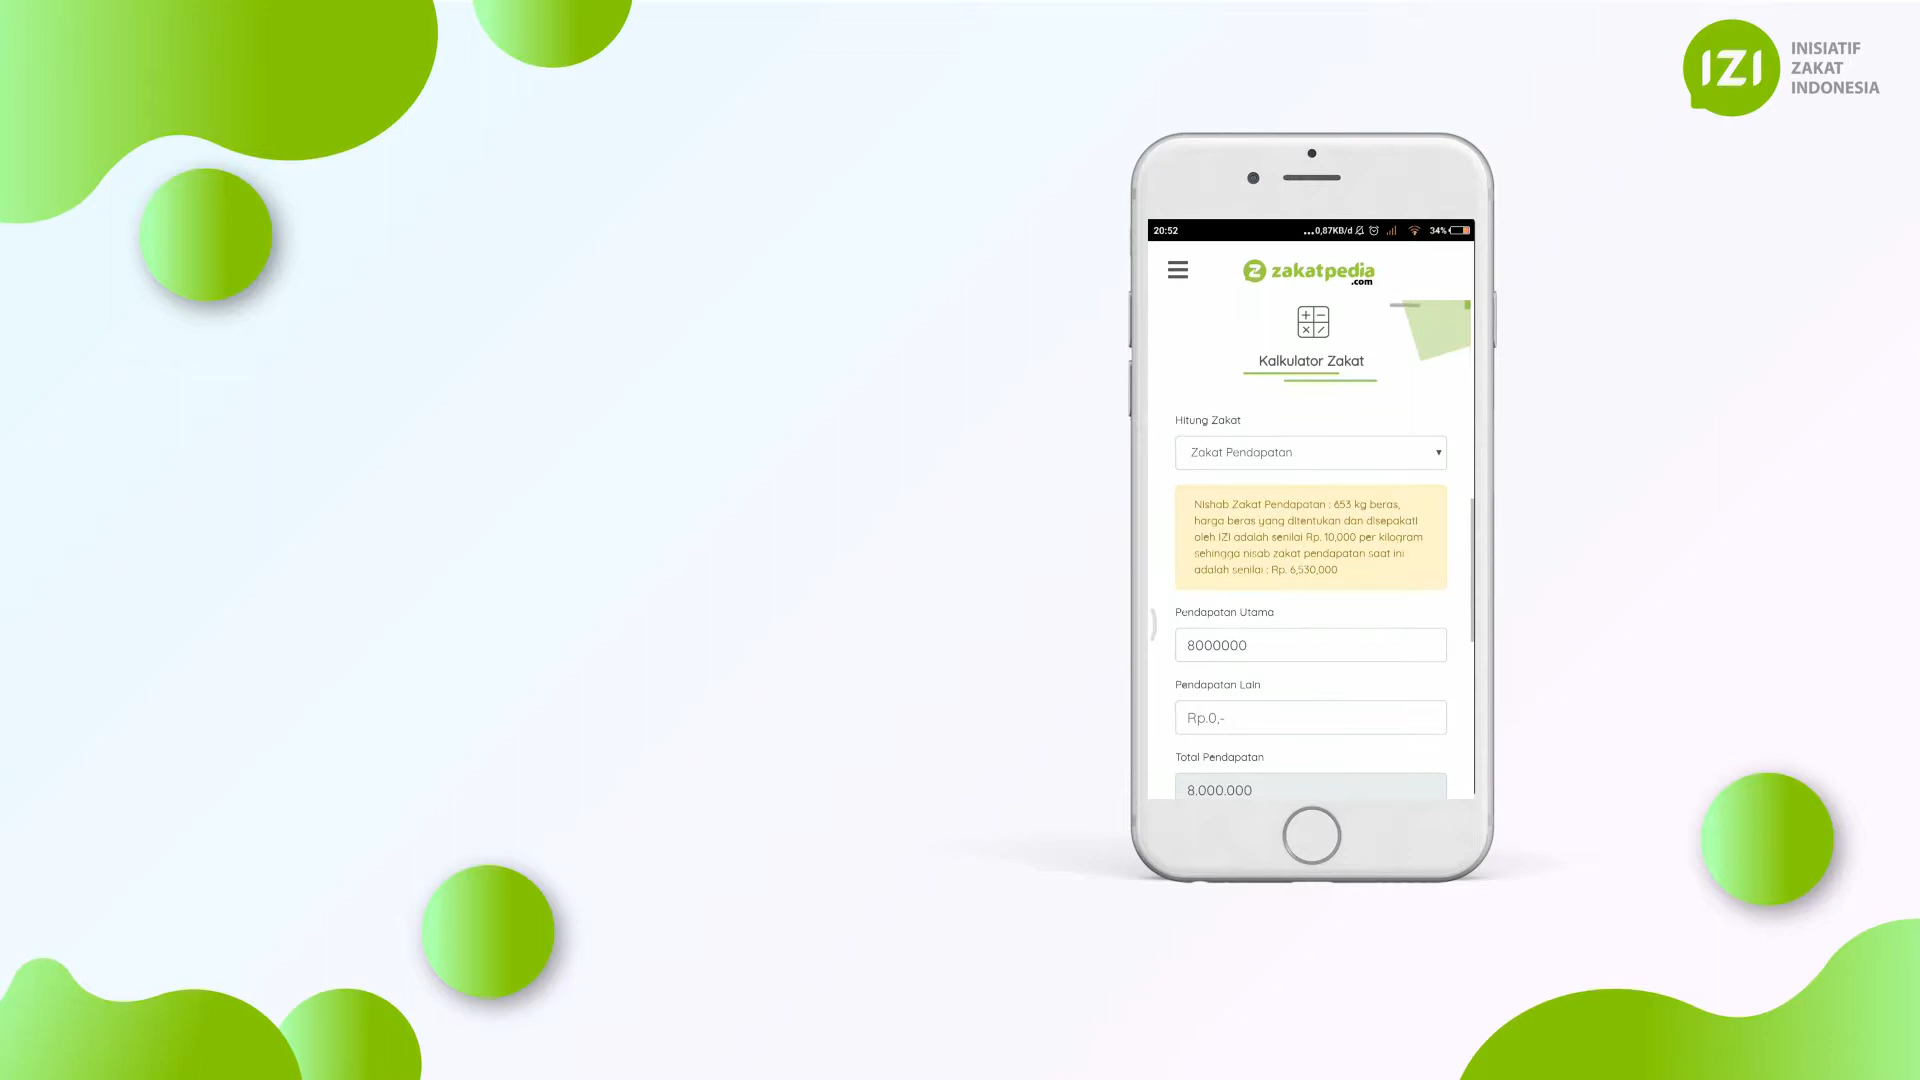 IZI
INISIATIF
ZAKAT
INDONESIA
20:52
...0,87KB/d
34%
zakatpedia
.com
Kalkulator Zakat
Hitung Zakat
Zakat Pendapatan
Nishab Zakat Pendapatan : 653 kg beras,
harga beras yang ditentukan dan disepakati
oleh IZI adalah senilai Rp. 10,000 per kilogram
sehingga nisab zakat pendapatan saat ini
adalah senilai : Rp. 6,530,000
Pendapatan Utama
8000000
Pendapatan Lain
Rp.0,-
Total Pendapatan
8.000.000